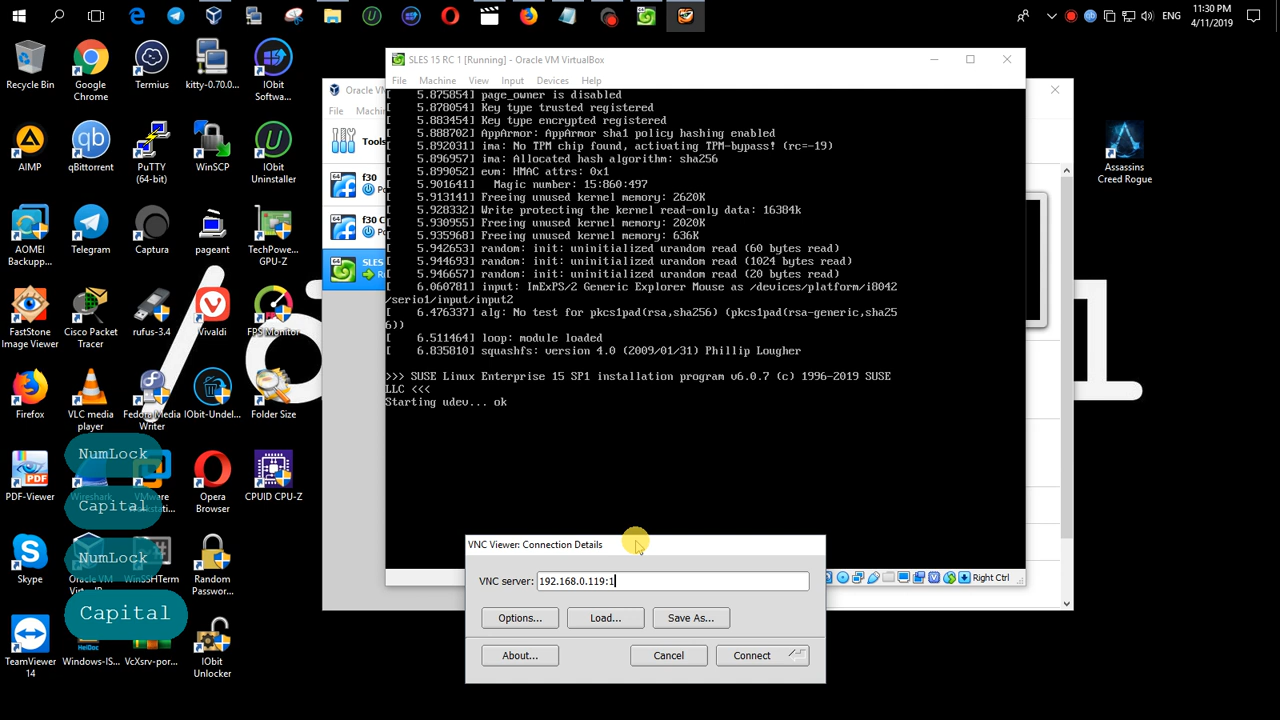 ENG
11:30 PM
4/11/2019
Recycle Bin
Google
Chrome
Termius
kitty-0.70.0...
IObit
Softwa...
AIMP
qBittorrent
PuTTY
(64-bit)
WinSCP
IObit
Uninstaller
AOMEI
Backupp...
Telegram
Captura
pageant
TechPowe...
GPU-Z
FastStone
Image Viewer
Cisco Packet
Tracer
rufus-3.4
Vivaldi
FPS Monitor
Firefox
VLC media
player
Fedora Media
Writer
IObit-Undel...
Folder Size
PDF-Viewer
Wireshark
VMware
Workstati...
Opera
Browser
CPUID CPU-Z
Skype
WinSSHTerm
Random
Passwor...
TeamViewer
14
Windows-IS...
VcXsrv-por...
IObit
Unlocker
NumLock
Capital
NumLock
Capital
Assassins
Creed Rogue
Oracle VM
File
Machin
Tools
f30
Po
f30 C
Po
SLES
R
SLES 15 RC 1 [Running] - Oracle VM VirtualBox
File Machine View Input Devices Help
[    5.875854] page_owner is disabled
[    5.878054] Key type trusted registered
[    5.883454] Key type encrypted registered
[    5.888702] AppArmor: AppArmor sha1 policy hashing enabled
[    5.892031] ima: No TPM chip found, activating TPM-bypass! (rc=-19)
[    5.896957] ima: Allocated hash algorithm: sha256
[    5.899052] evm: HMAC attrs: 0x1
[    5.901641]   Magic number: 15:860:497
[    5.913141] Freeing unused kernel memory: 2620K
[    5.928332] Write protecting the kernel read-only data: 16384k
[    5.930955] Freeing unused kernel memory: 2020K
[    5.935968] Freeing unused kernel memory: 636K
[    5.942653] random: init: uninitialized urandom read (60 bytes read)
[    5.944693] random: init: uninitialized urandom read (1024 bytes read)
[    5.946657] random: init: uninitialized urandom read (20 bytes read)
[    6.060781] input: ImExPS/2 Generic Explorer Mouse as /devices/platform/i8042
/serio1/input/input2
[    6.476337] alg: No test for pkcs1pad(rsa,sha256) (pkcs1pad(rsa-generic,sha25
6))
[    6.511464] loop: module loaded
[    6.835810] squashfs: version 4.0 (2009/01/31) Phillip Lougher
>>> SUSE Linux Enterprise 15 SP1 installation program v6.0.7 (c) 1996-2019 SUSE
LLC <<<
Starting udev... ok
Right Ctrl
VNC Viewer: Connection Details
VNC server: 192.168.0.119:1
Options... Load... Save As...
About... Cancel Connect